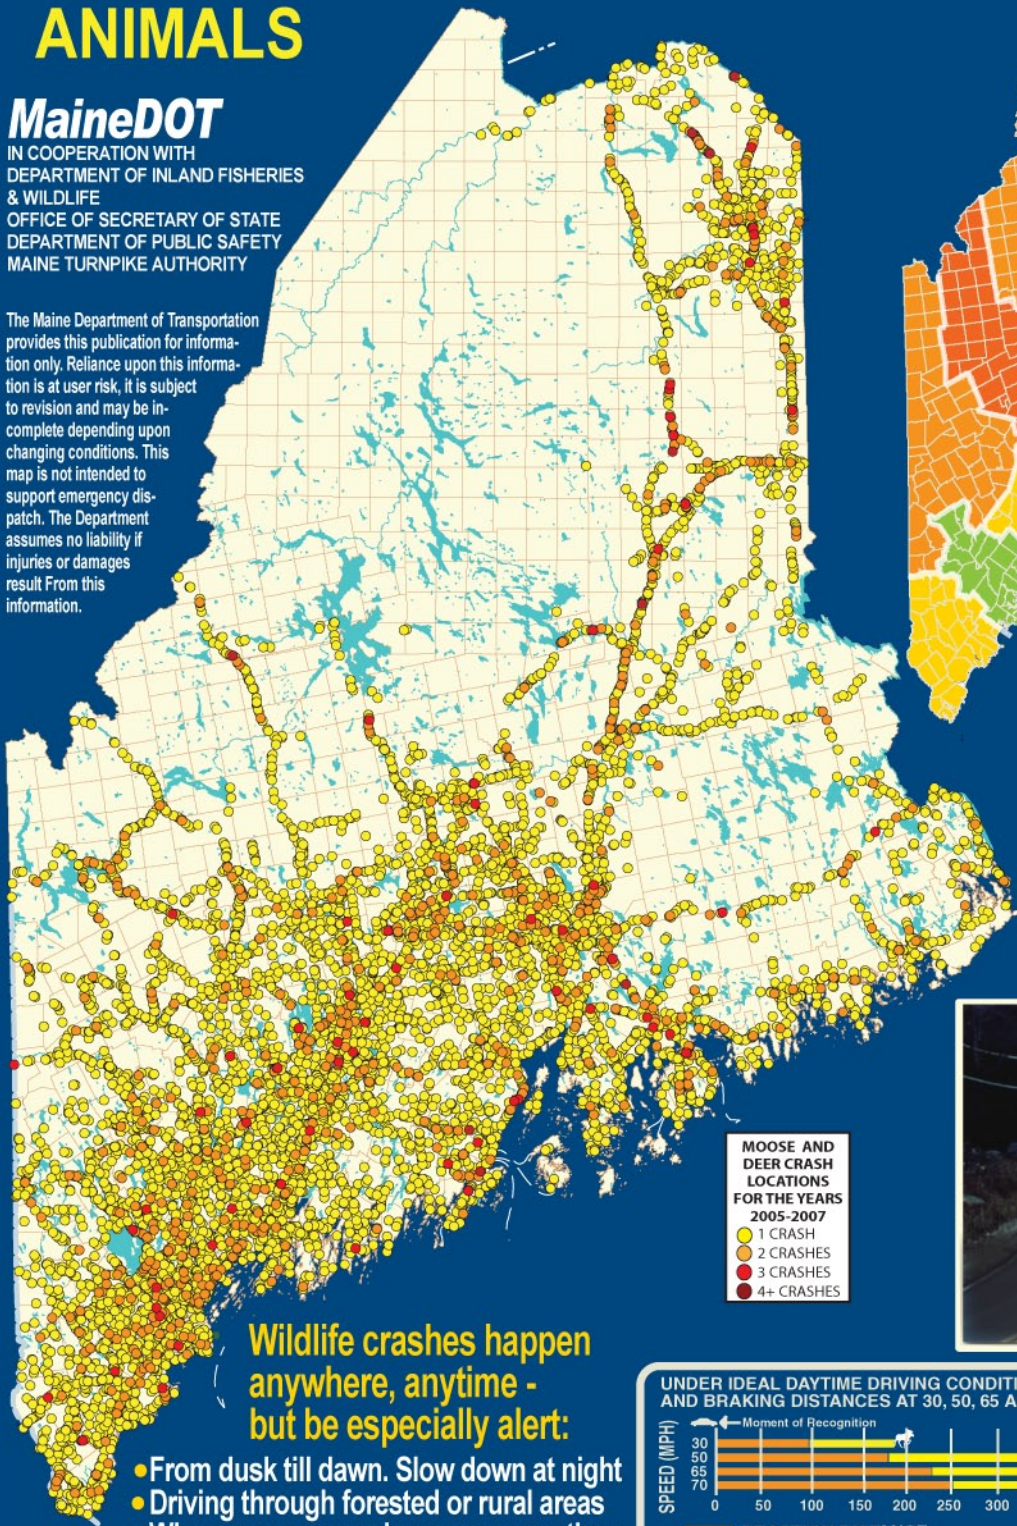 ANIMALS
MaineDOT
IN COOPERATION WITH
DEPARTMENT OF INLAND FISHERIES
& WILDLIFE
OFFICE OF SECRETARY OF STATE
DEPARTMENT OF PUBLIC SAFETY
MAINE TURNPIKE AUTHORITY
The Maine Department of Transportation
provides this publication for informa-
tion only. Reliance upon this informa-
tion is at user risk, it is subject
to revision and may be in-
complete depending upon
changing conditions. This
map is not intended to
support emergency dis-
patch. The Department
assumes no liability if
injuries or damages
result From this
information.
MOOSE AND
DEER CRASH
LOCATIONS
FOR THE YEARS
2005-2007
1 CRASH
2 CRASHES
3 CRASHES
4+ CRASHES
Wildlife crashes happen
anywhere, anytime -
but be especially alert:
•From dusk till dawn. Slow down at night
•Driving through forested or rural areas
UNDER IDEAL DAYTIME DRIVING CONDITI
AND BRAKING DISTANCES AT 30, 50, 65 A
Moment of Recognition
SPEED (MPH)
30
50
65
70
0 50 100 150 200 250 300